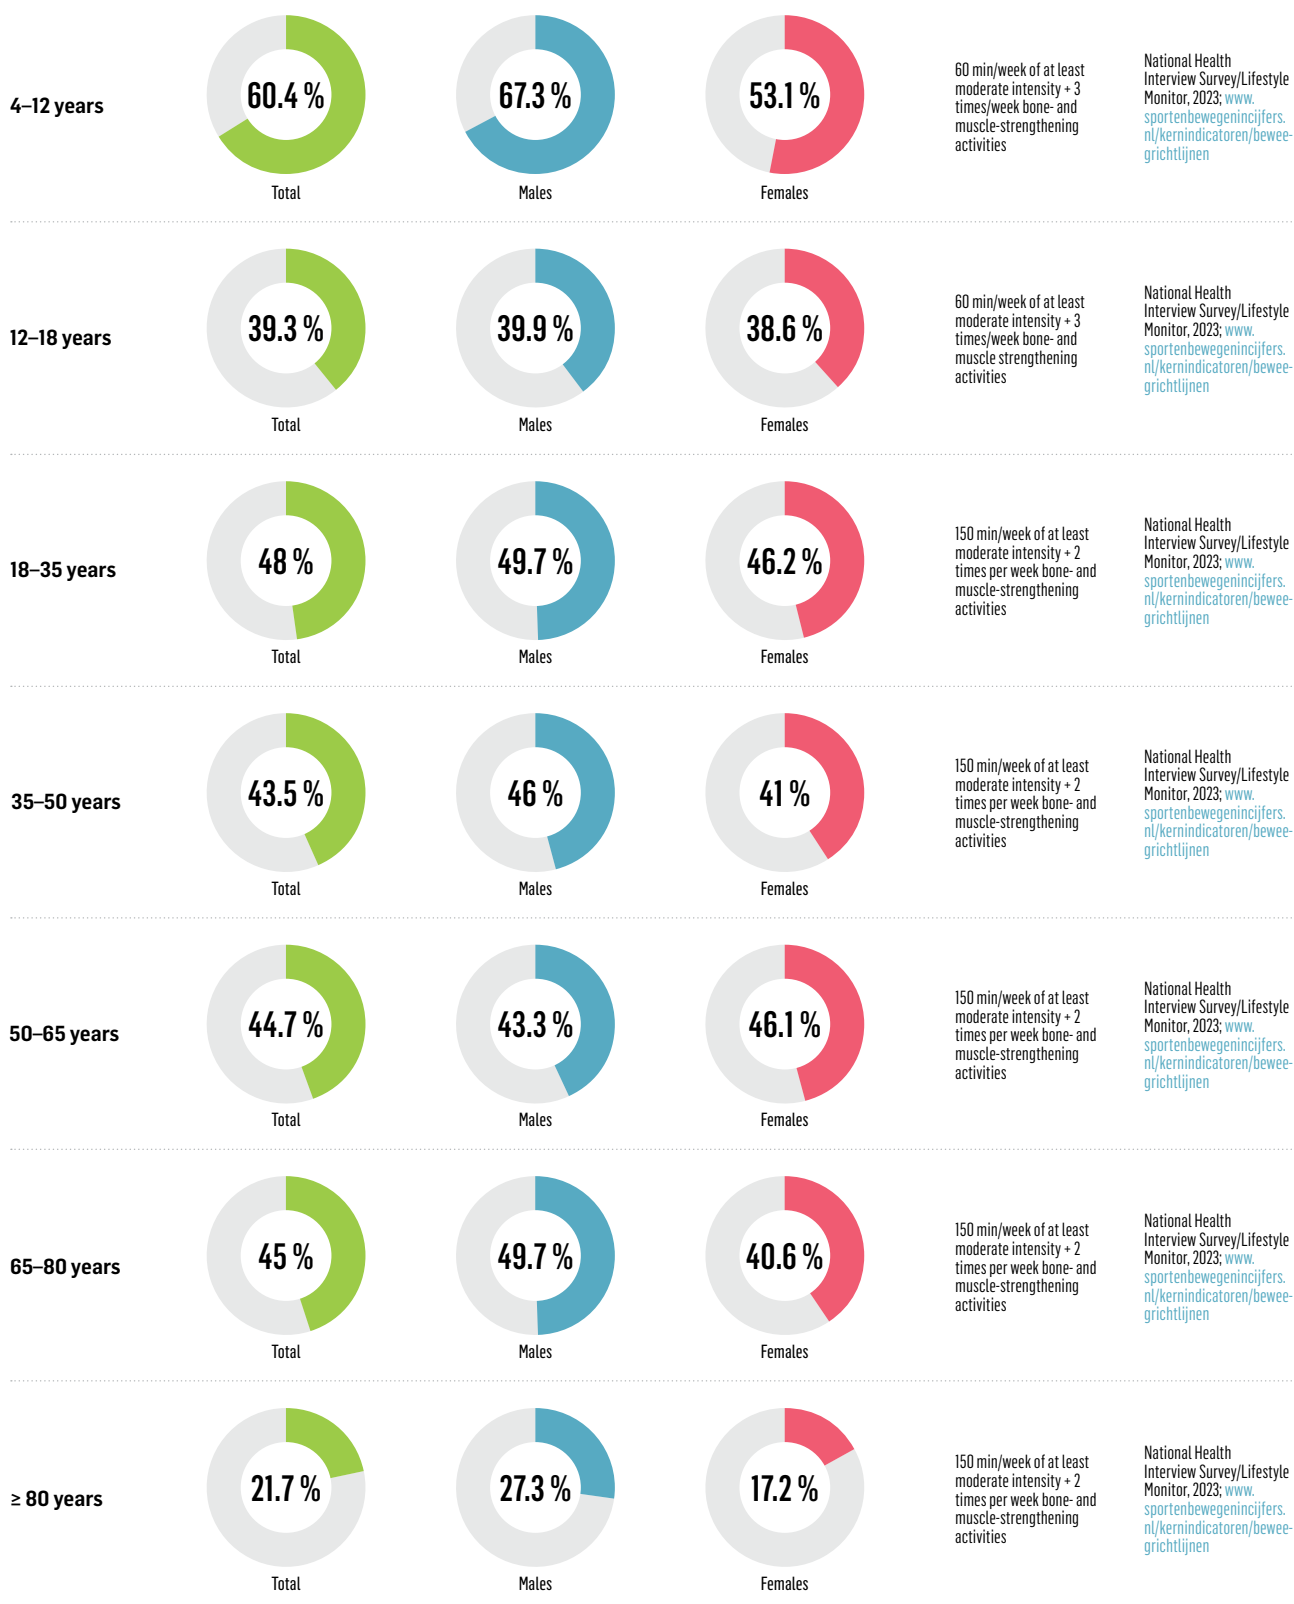 4–12 years
60.4 %
Total
67.3 %
Males
53.1 %
Females
60 min/week of at least
moderate intensity + 3
times/week bone- and
muscle-strengthening
activities
National Health
Interview Survey/Lifestyle
Monitor, 2023; www.
sportenbewegenincijfers.
nl/kernindicatoren/bewee-
grichtlijnen
12–18 years
39.3 %
Total
39.9 %
Males
38.6 %
Females
60 min/week of at least
moderate intensity + 3
times/week bone- and
muscle strengthening
activities
National Health
Interview Survey/Lifestyle
Monitor, 2023; www.
sportenbewegenincijfers.
nl/kernindicatoren/bewee-
grichtlijnen
18–35 years
48 %
Total
49.7 %
Males
46.2 %
Females
150 min/week of at least
moderate intensity + 2
times per week bone- and
muscle-strengthening
activities
National Health
Interview Survey/Lifestyle
Monitor, 2023; www.
sportenbewegenincijfers.
nl/kernindicatoren/bewee-
grichtlijnen
35–50 years
43.5 %
Total
46 %
Males
41 %
Females
150 min/week of at least
moderate intensity + 2
times per week bone- and
muscle-strengthening
activities
National Health
Interview Survey/Lifestyle
Monitor, 2023; www.
sportenbewegenincijfers.
nl/kernindicatoren/bewee-
grichtlijnen
50–65 years
44.7 %
Total
43.3 %
Males
46.1 %
Females
150 min/week of at least
moderate intensity + 2
times per week bone- and
muscle-strengthening
activities
National Health
Interview Survey/Lifestyle
Monitor, 2023; www.
sportenbewegenincijfers.
nl/kernindicatoren/bewee-
grichtlijnen
65–80 years
45 %
Total
49.7 %
Males
40.6 %
Females
150 min/week of at least
moderate intensity + 2
times per week bone- and
muscle-strengthening
activities
National Health
Interview Survey/Lifestyle
Monitor, 2023; www.
sportenbewegenincijfers.
nl/kernindicatoren/bewee-
grichtlijnen
≥ 80 years
21.7 %
Total
27.3 %
Males
17.2 %
Females
150 min/week of at least
moderate intensity + 2
times per week bone- and
muscle-strengthening
activities
National Health
Interview Survey/Lifestyle
Monitor, 2023; www.
sportenbewegenincijfers.
nl/kernindicatoren/bewee-
grichtlijnen